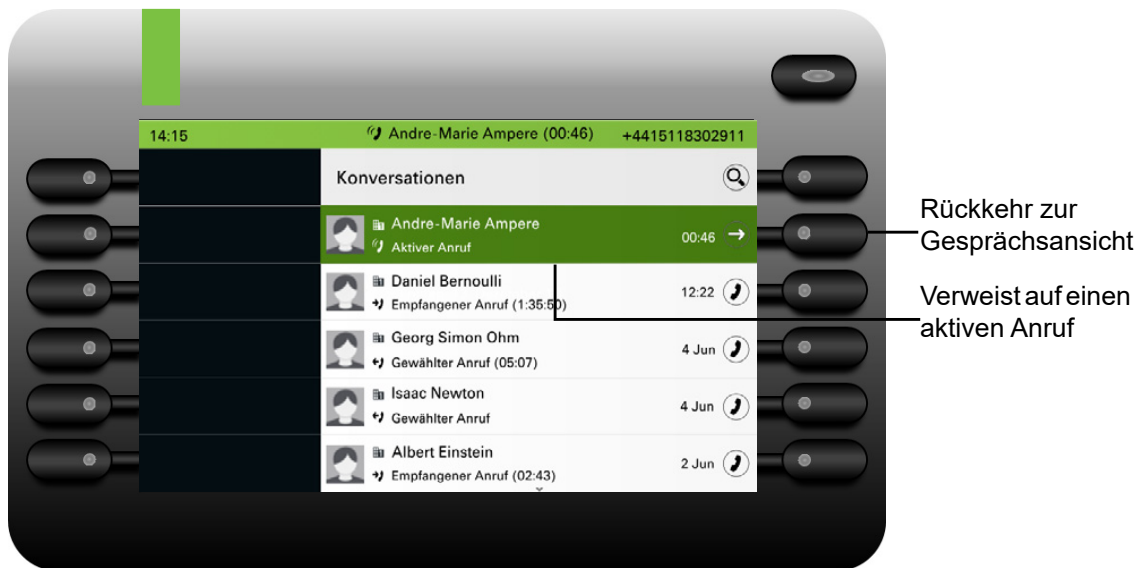 14:15 Andre-Marie Ampere (00:46) +4415118302911
Konversationen
Andre-Marie Ampere
Aktiver Anruf
00:46
Daniel Bernoulli
Empfangener Anruf (1:35:50)
12:22
Georg Simon Ohm
Gewählter Anruf (05:07)
4 Jun
Isaac Newton
Gewählter Anruf
4 Jun
Albert Einstein
Empfangener Anruf (02:43)
2 Jun
Rückkehr zur
Gesprächsansicht
Verweist auf einen
aktiven Anruf